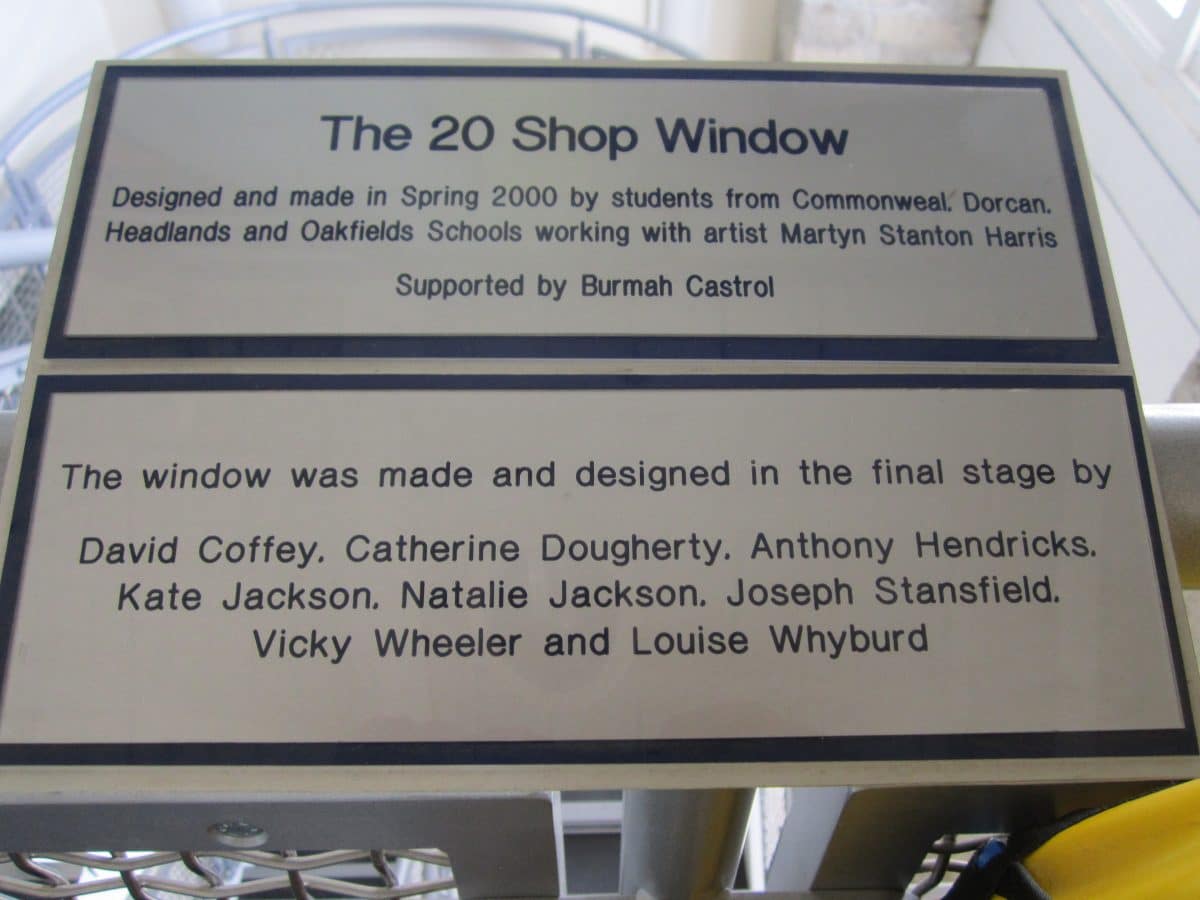 The 20 Shop Window
Designed and made in Spring 2000 by students from Commonweal, Dorcan,
Headlands and Oakfields Schools working with artist Martyn Stanton Harris
Supported by Burmah Castrol
The window was made and designed in the final stage by
David Coffey, Catherine Dougherty, Anthony Hendricks,
Kate Jackson, Natalie Jackson, Joseph Stansfield,
Vicky Wheeler and Louise Whyburd